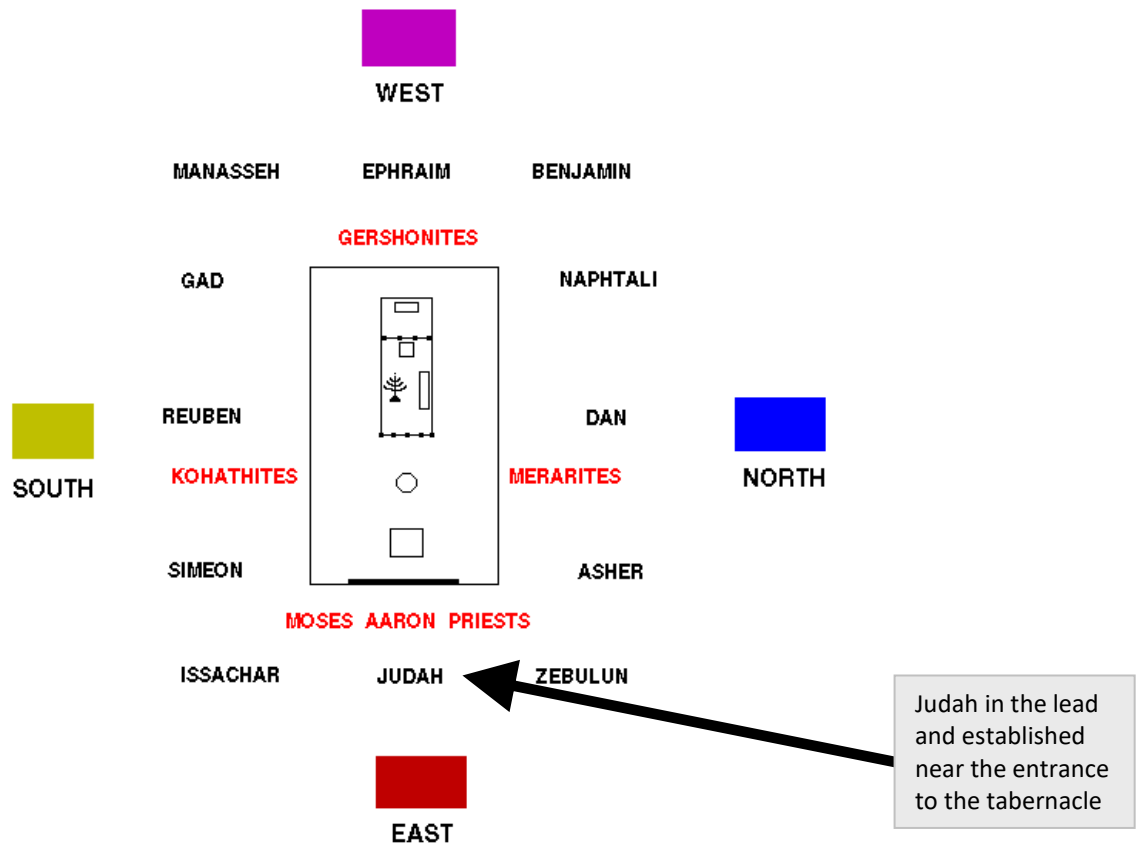 WEST
MANASSEH EPHRAIM BENJAMIN
GERSHONITES
GAD NAPHTALI
REUBEN DAN
KOHATHITES MERARITES
SOUTH NORTH
SIMEON ASHER
MOSES AARON PRIESTS
ISSACHAR JUDAH ZEBULUN
Judah in the lead
and established
near the entrance
to the tabernacle
EAST